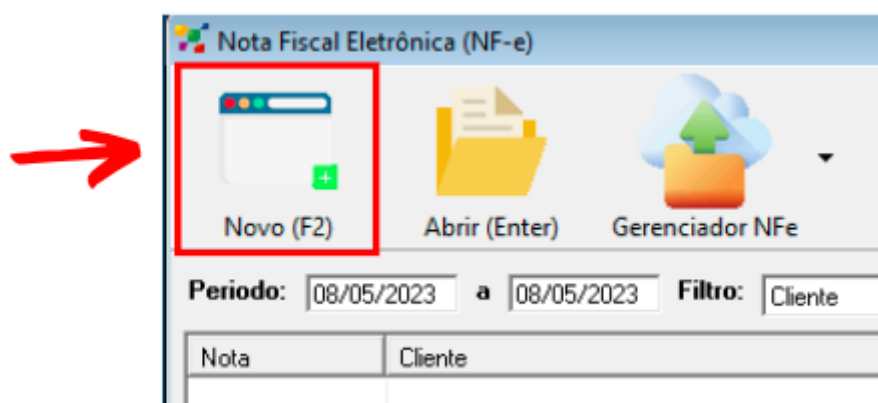 Nota Fiscal Eletrônica (NF-e)
Novo (F2) Abrir (Enter) Gerenciador NFe
Periodo: 08/05/2023 a 08/05/2023 Filtro: Cliente
Nota Cliente